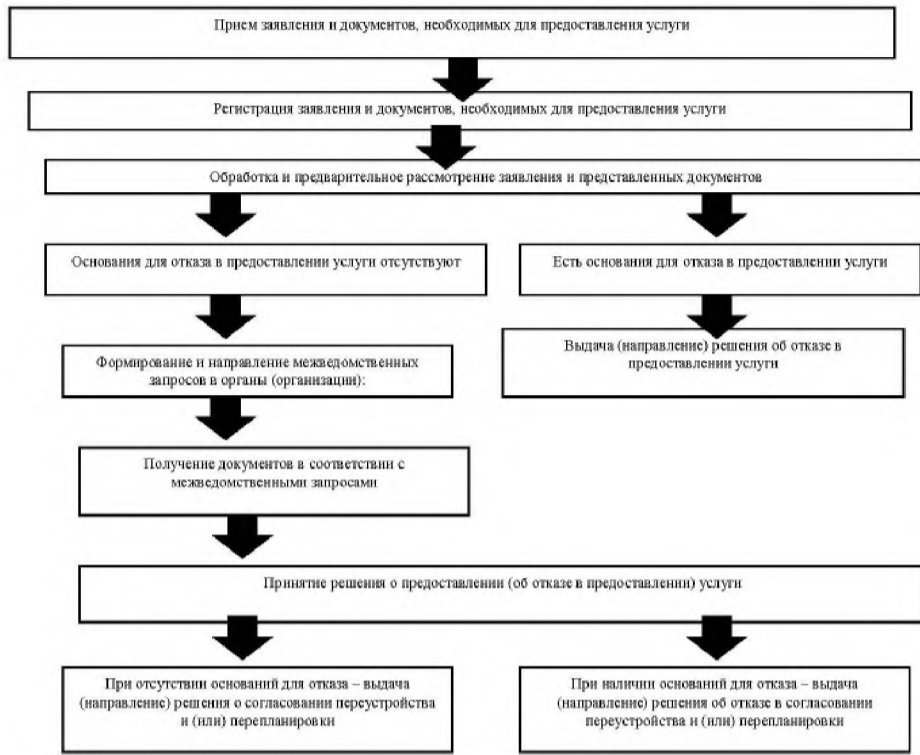 Прием заявления и документов, необходимых для предоставления услуги
Регистрация заявления и документов, необходимых для предоставления услуги
Обработка и предварительное рассмотрение заявления и представленных документов
Основания для отказа в предоставлении услуги отсутствуют
Есть основания для отказа в предоставлении услуги
Формирование и направление межведомственных
запросов в органы (организации):
Выдача (направление) решения об отказе в
предоставлении услуги
Получение документов в соответствии с
межведомственными запросами
Принятие решения о предоставлении (об отказе в предоставлении) услуги
При отсутствии оснований для отказа – выдача
(направление) решения о согласовании переустройства
и (или) перепланировки
При наличии оснований для отказа – выдача
(направление) решения об отказе в согласовании
переустройства и (или) перепланировки